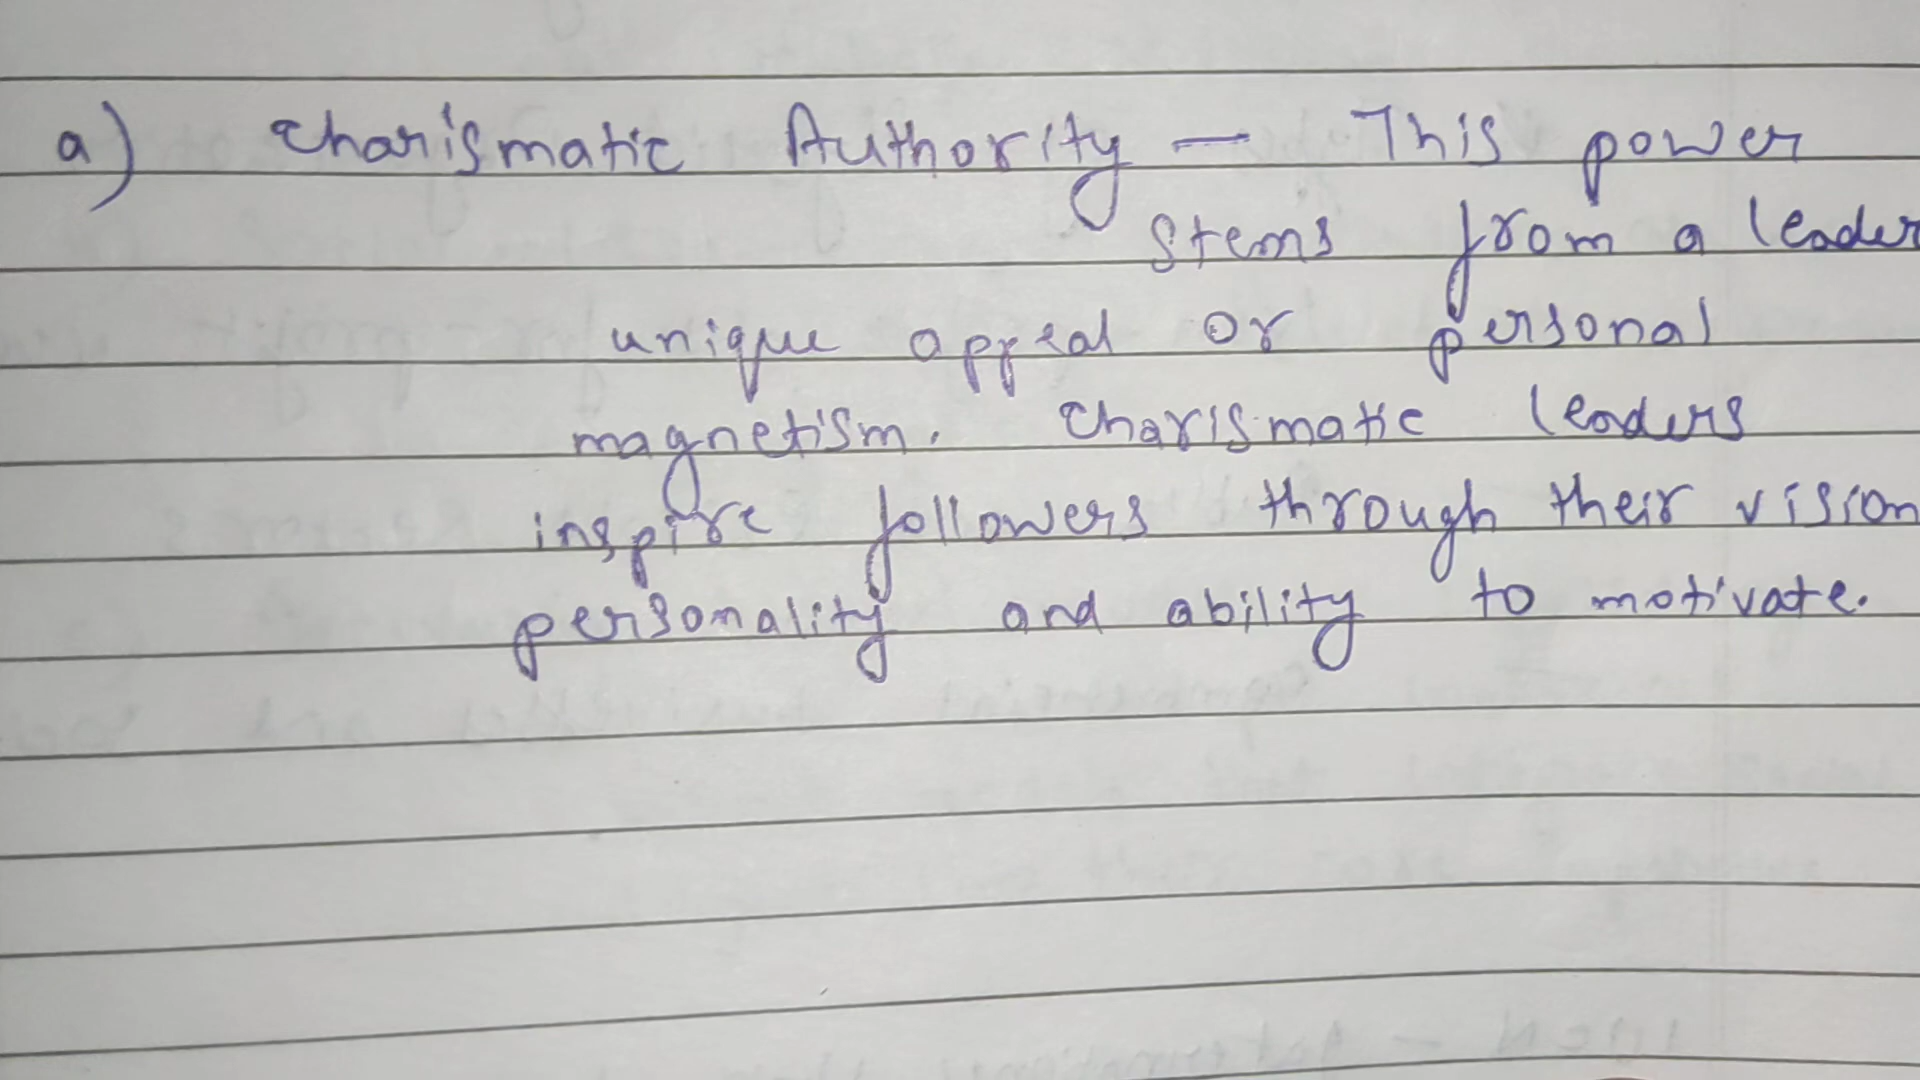 a) Charismatic Authority — This power
stems from a leader
unique appeal or personal
magnetism. Charismatic leaders
inspire followers through their vision
personality and ability to motivate.